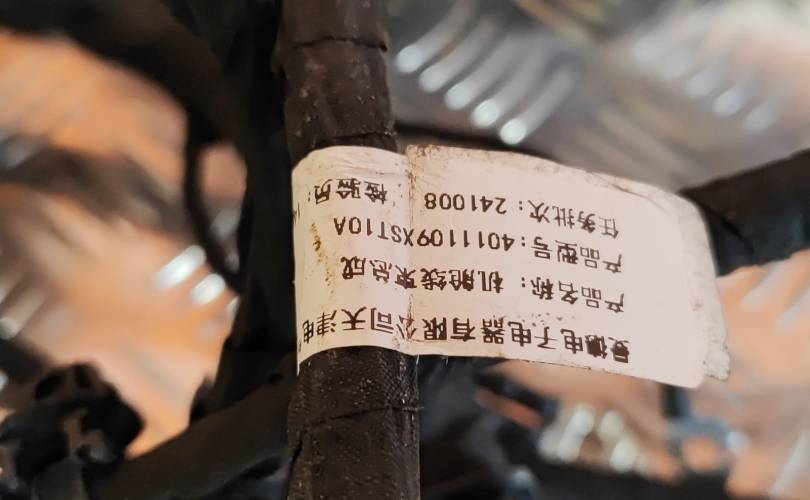 曼德电子电器有限公司天津电
产品名称：机舱线束总成
产品型号:4011109XST10A
任务批次：241008 检验员：